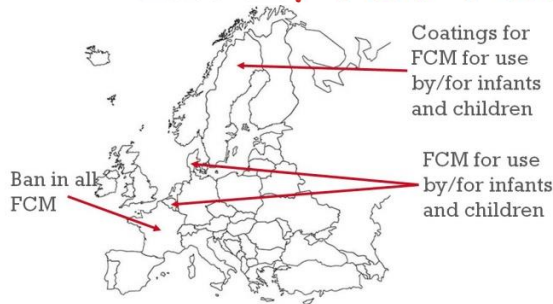 Coatings for
FCM for use
by/for infants
and children
FCM for use
by/for infants
and children
Ban in all
FCM